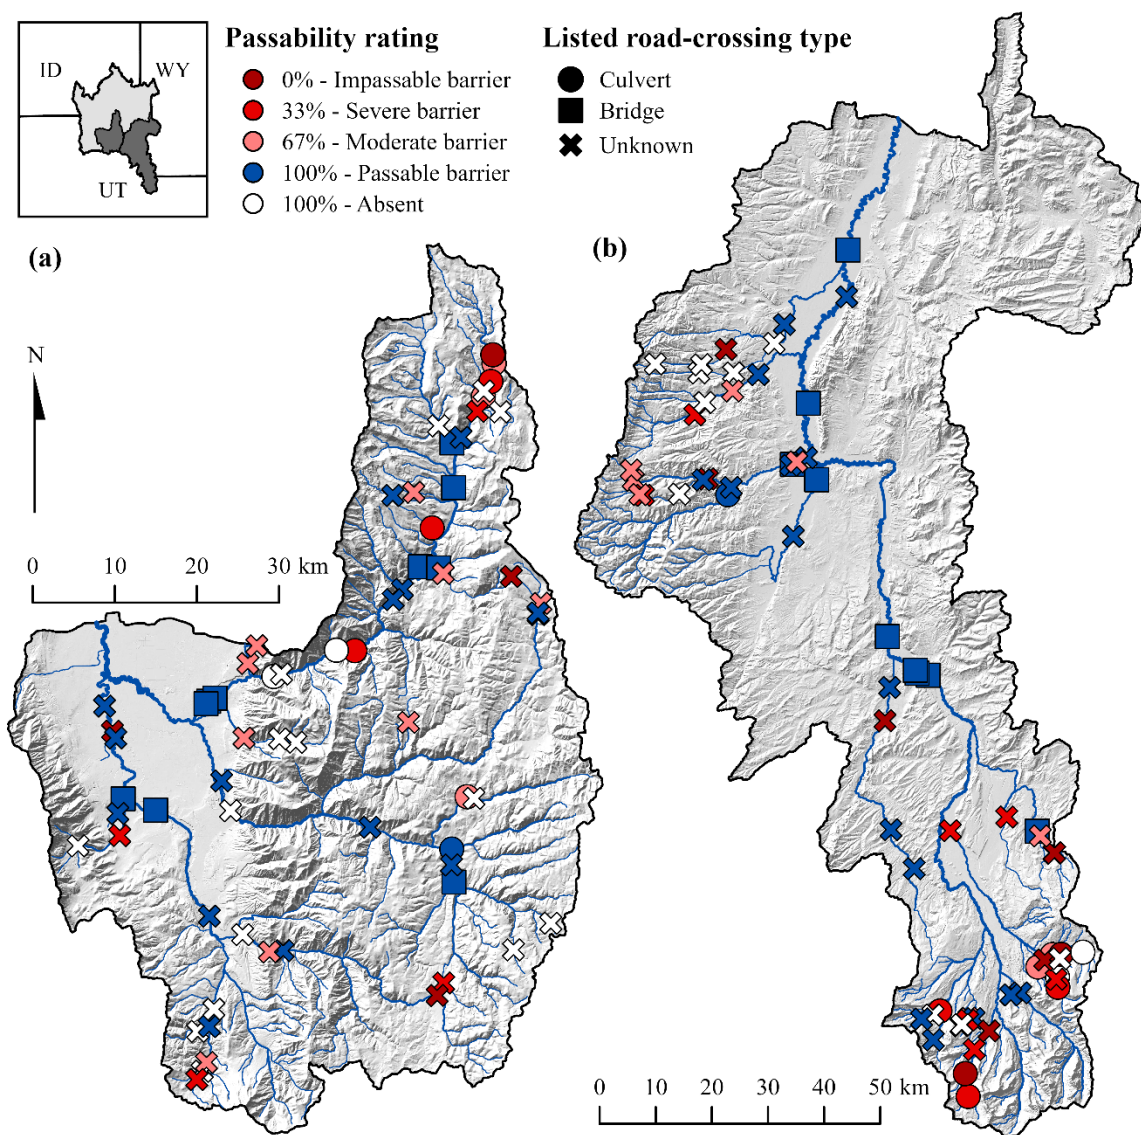 ID
WY
UT
Passability rating
0% - Impassable barrier
33% - Severe barrier
67% - Moderate barrier
100% - Passable barrier
100% - Absent
Listed road-crossing type
Culvert
Bridge
Unknown
(a)
(b)
N
0 10 20 30 km
0 10 20 30 40 50 km